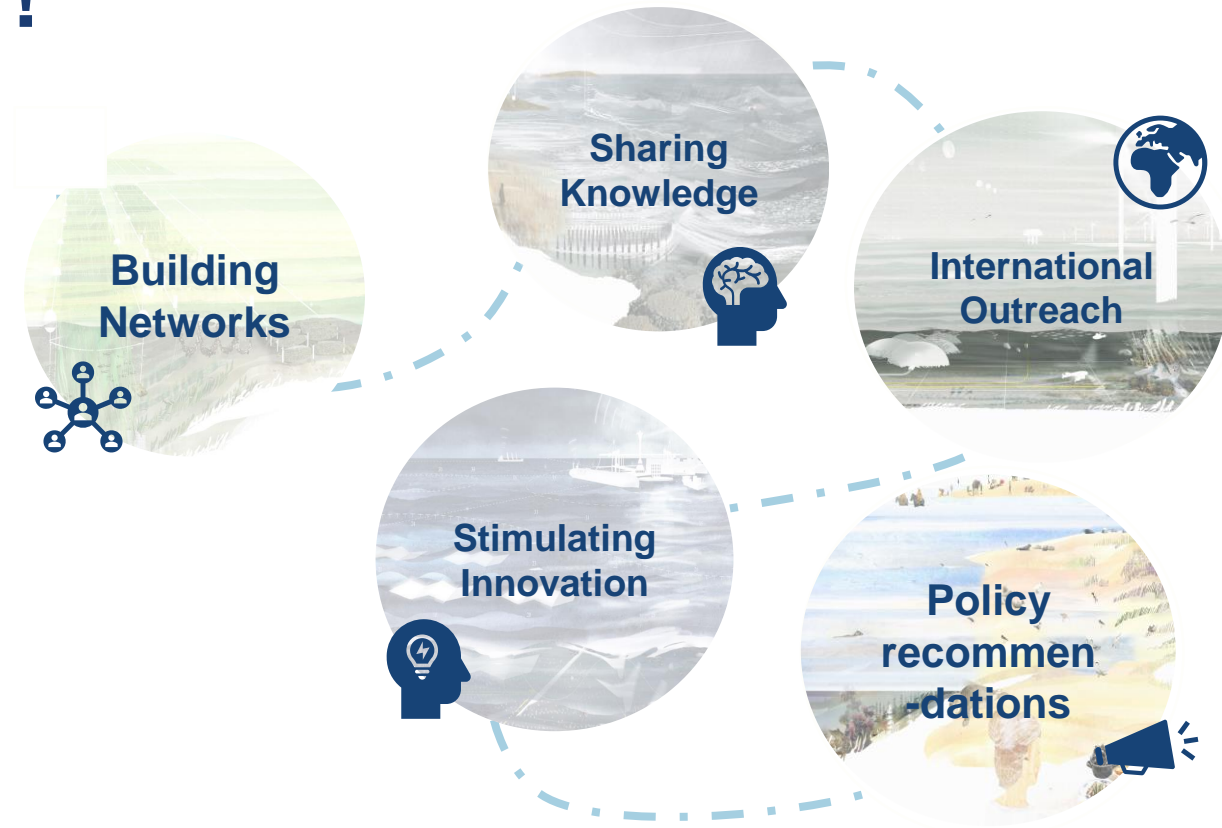 !
Building
Networks
Sharing
Knowledge
International
Outreach
Stimulating
Innovation
Policy
recommen
-dations